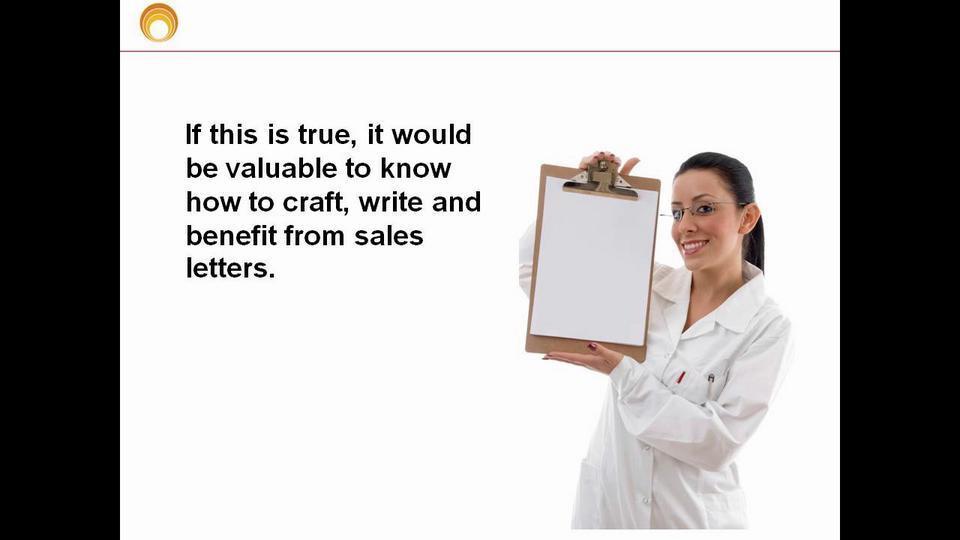 If this is true, it would
be valuable to know
how to craft, write and
benefit from sales
letters.